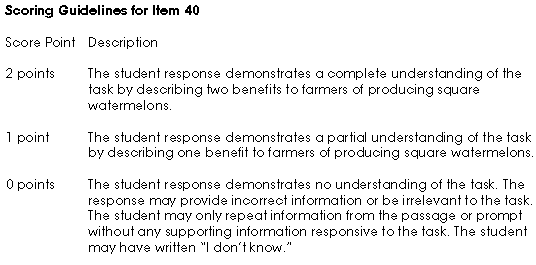 Scoring Guidelines for Item 40
Score Point Description
2 points The student response demonstrates a complete understanding of the
task by describing two benefits to farmers of producing square
watermelons.
1 point The student response demonstrates a partial understanding of the task
by describing one benefit to farmers of producing square watermelons.
0 points The student response demonstrates no understanding of the task. The
response may provide incorrect information or be irrelevant to the task.
The student may only repeat information from the passage or prompt
without any supporting information responsive to the task. The student
may have written “I don’t know.”